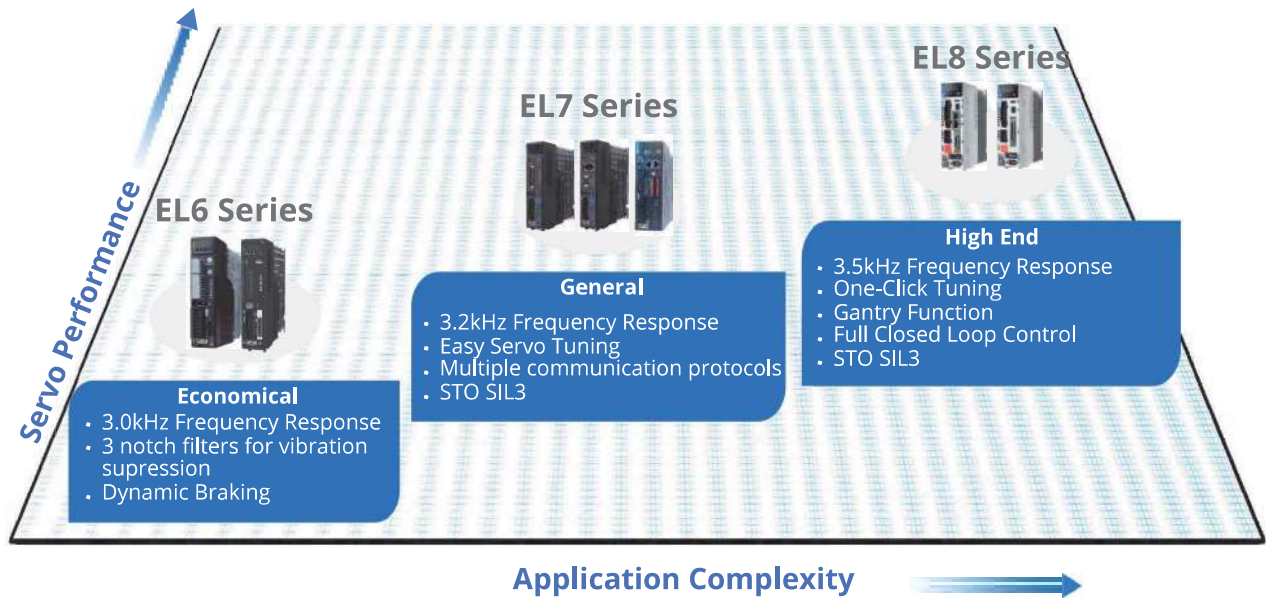 Servo Performance
EL6 Series
Economical
• 3.0kHz Frequency Response
• 3 notch filters for vibration
supression
• Dynamic Braking
EL7 Series
General
• 3.2kHz Frequency Response
• Easy Servo Tuning
• Multiple communication protocols
• STO SIL3
EL8 Series
High End
• 3.5kHz Frequency Response
• One-Click Tuning
• Gantry Function
• Full Closed Loop Control
• STO SIL3
Application Complexity